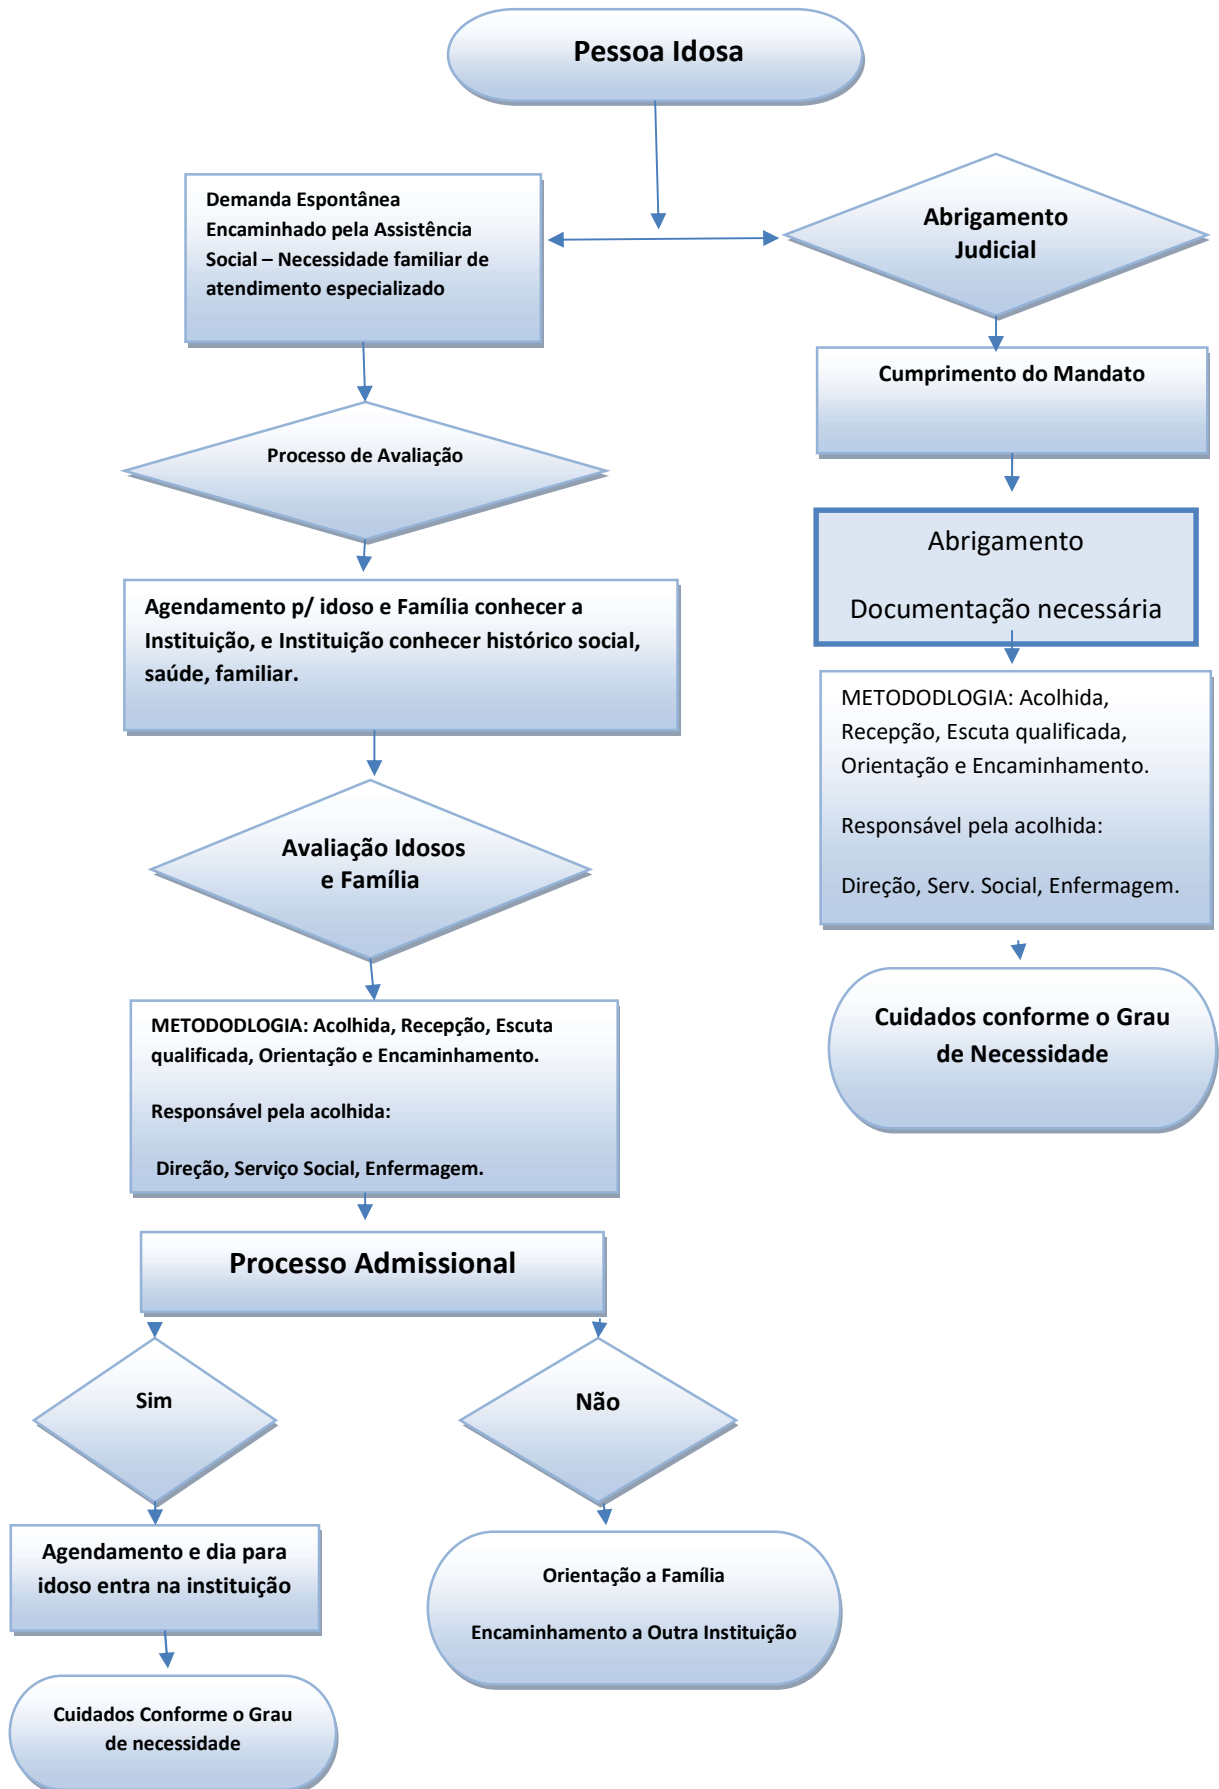 Pessoa Idosa
Demanda Espontânea
Encaminhado pela Assistência
Social – Necessidade familiar de
atendimento especializado
Abrigamento
Judicial
Cumprimento do Mandato
Processo de Avaliação
Abrigamento
Documentação necessária
Agendamento p/ idoso e Família conhecer a
Instituição, e Instituição conhecer histórico social,
saúde, familiar.
METODODLOGIA: Acolhida,
Recepção, Escuta qualificada,
Orientação e Encaminhamento.
Responsável pela acolhida:
Direção, Serv. Social, Enfermagem.
Avaliação Idosos
e Família
Cuidados conforme o Grau
de Necessidade
METODODLOGIA: Acolhida, Recepção, Escuta
qualificada, Orientação e Encaminhamento.
Responsável pela acolhida:
Direção, Serviço Social, Enfermagem.
Processo Admissional
Sim
Não
Agendamento e dia para
idoso entra na instituição
Orientação a Família
Encaminhamento a Outra Instituição
Cuidados Conforme o Grau
de necessidade